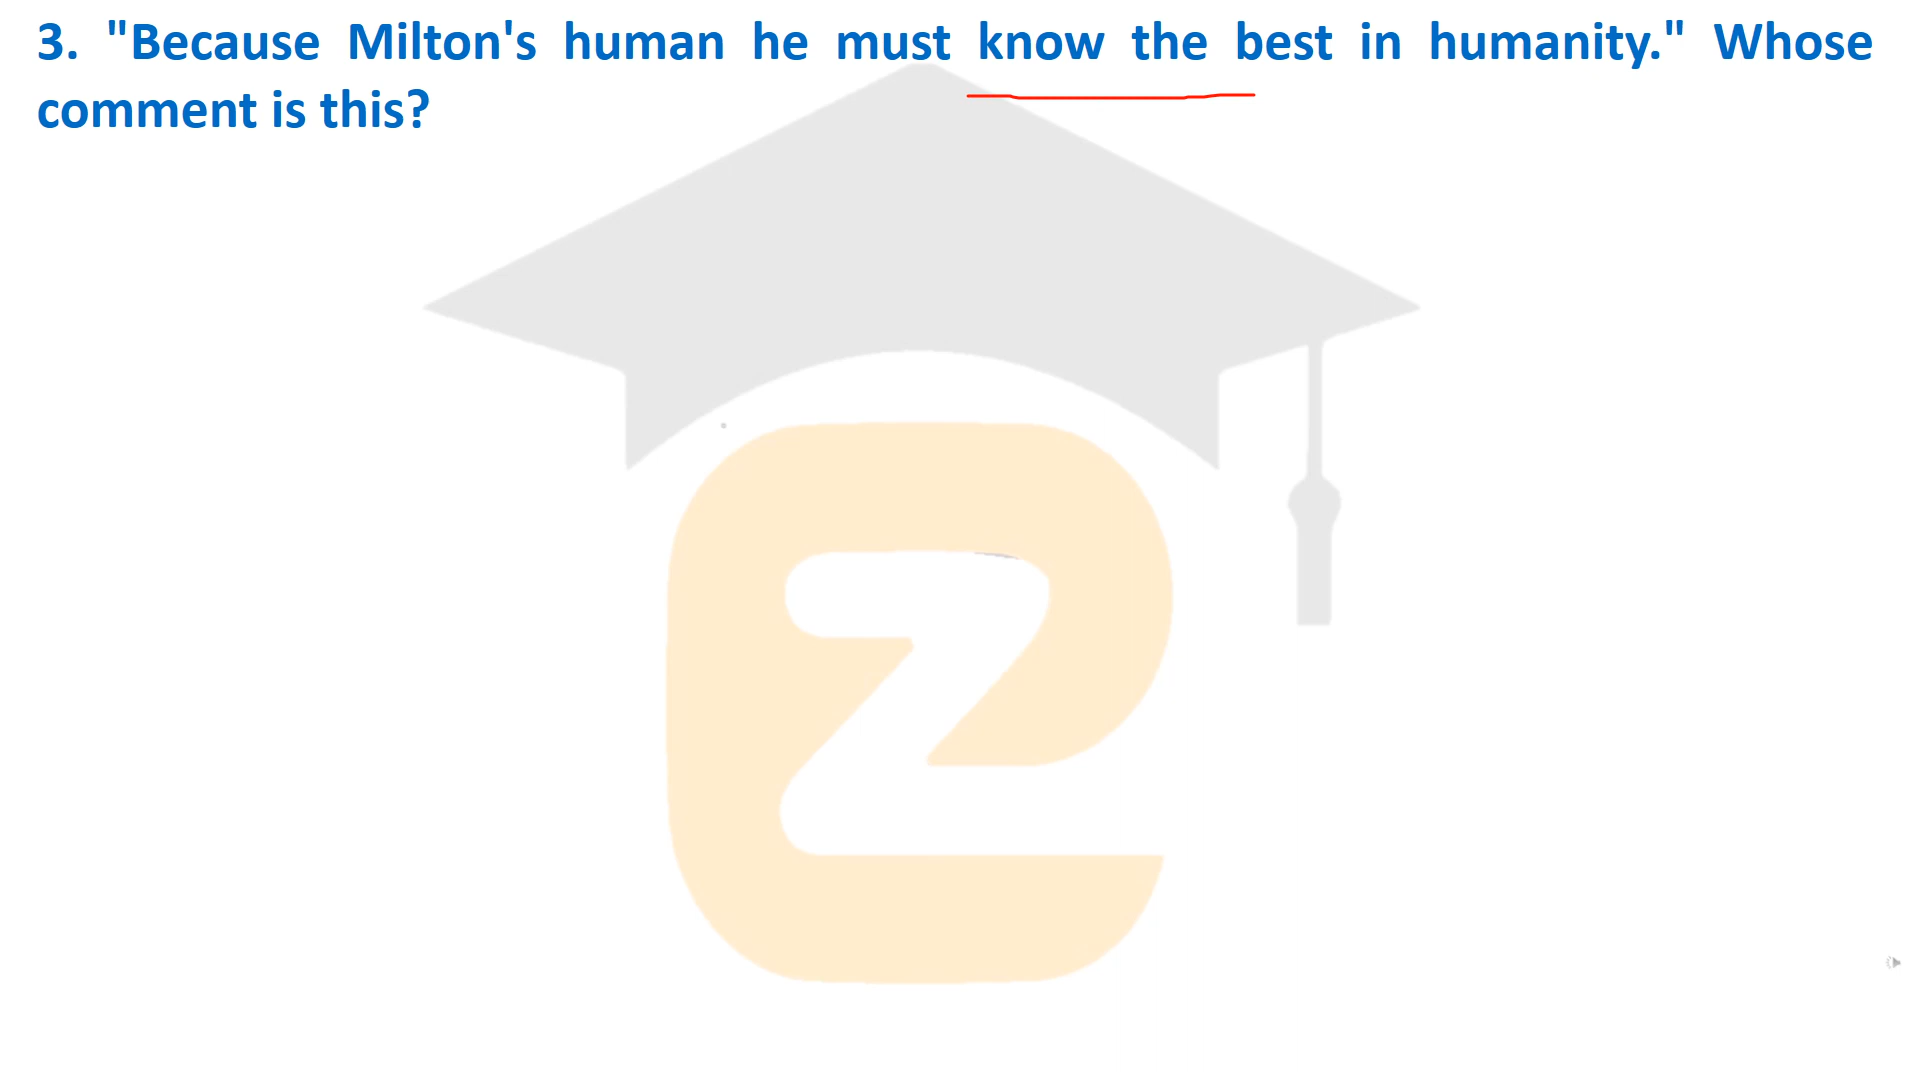 3. "Because Milton's human he must know the best in humanity." Whose
comment is this?